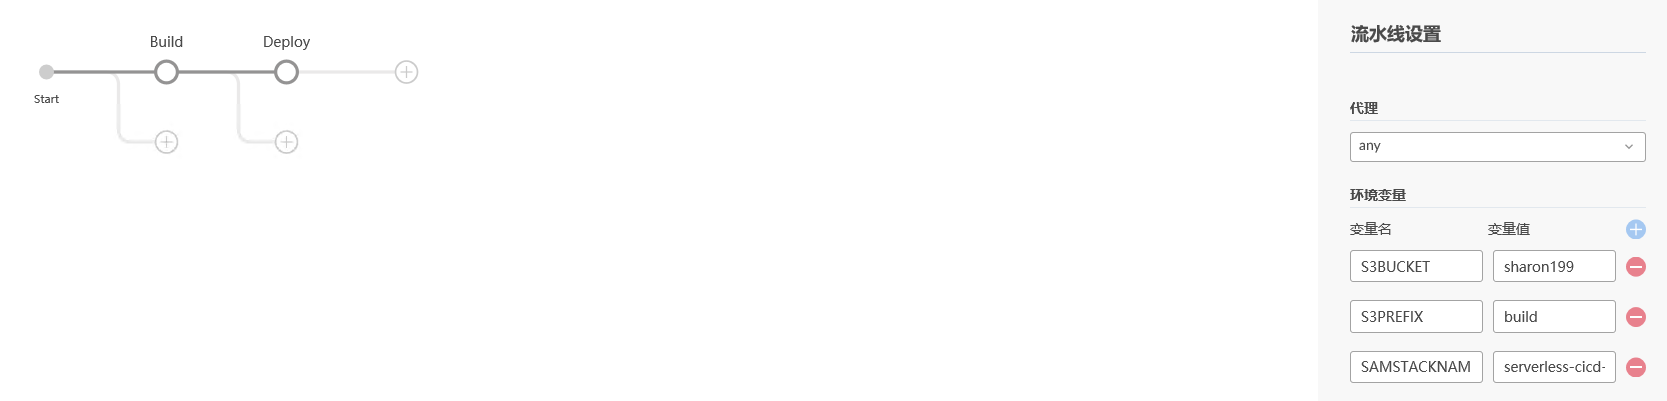 Build
Deploy
Start
流水线设置
代理
any
环境变量
变量名 变量值
S3BUCKET sharon199
S3PREFIX build
SAMSTACKNAM serverless-cicd-